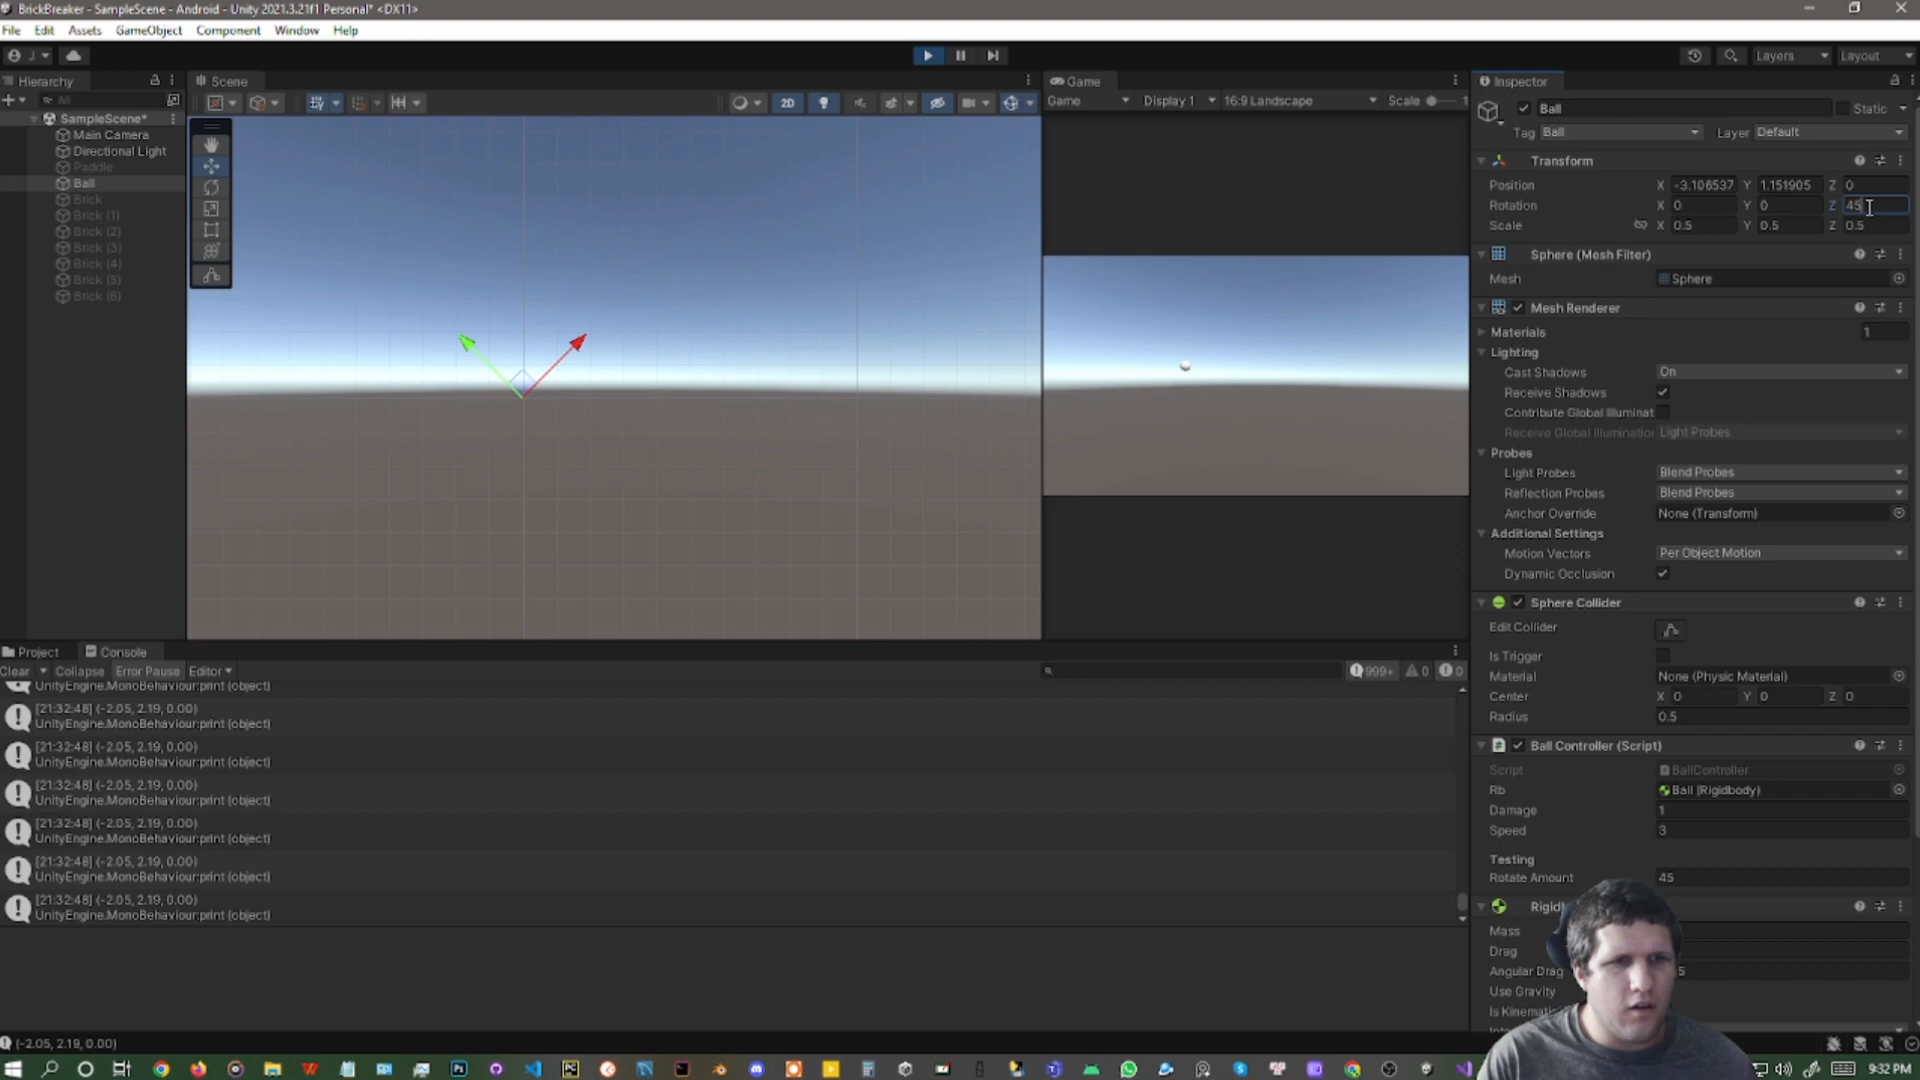 BrickBreaker - SampleScene - Android - Unity 2021.3.21f1 Personal* <DX11>
File Edit Assets GameObject Component Window Help
J Layers Layout
Hierarchy Scene Game Inspector
All 2D Game Display 1 16:9 Landscape Scale 1
Ball Static
SampleScene*
Main Camera
Directional Light
Paddle
Ball
Brick
Brick (1)
Brick (2)
Brick (3)
Brick (4)
Brick (5)
Brick (6)
Tag Ball Layer Default
Transform
Position X -3.106537 Y 1.151905 Z 0
Rotation X 0 Y 0 Z 45
Scale X 0.5 Y 0.5 Z 0.5
Sphere (Mesh Filter)
Mesh Sphere
Mesh Renderer
Materials 1
Lighting
Cast Shadows On
Receive Shadows
Contribute Global Illuminat
Receive Global Illumination Light Probes
Probes
Light Probes Blend Probes
Reflection Probes Blend Probes
Anchor Override None (Transform)
Additional Settings
Motion Vectors Per Object Motion
Dynamic Occlusion
Sphere Collider
Edit Collider
Is Trigger
Material None (Physic Material)
Center X 0 Y 0 Z 0
Radius 0.5
Ball Controller (Script)
Script BallController
Rb Ball (Rigidbody)
Damage 1
Speed 3
Testing
Rotate Amount 45
Mass
Drag
Angular Drag
Use Gravity
Project Console
Clear Collapse Error Pause Editor 999+ 0 0
UnityEngine.MonoBehaviour:print (object)
[21:32:48] (-2.05, 2.19, 0.00)
UnityEngine.MonoBehaviour:print (object)
[21:32:48] (-2.05, 2.19, 0.00)
UnityEngine.MonoBehaviour:print (object)
[21:32:48] (-2.05, 2.19, 0.00)
UnityEngine.MonoBehaviour:print (object)
[21:32:48] (-2.05, 2.19, 0.00)
UnityEngine.MonoBehaviour:print (object)
[21:32:48] (-2.05, 2.19, 0.00)
UnityEngine.MonoBehaviour:print (object)
[21:32:48] (-2.05, 2.19, 0.00)
UnityEngine.MonoBehaviour:print (object)
(-2.05, 2.19, 0.00)
9:32 PM